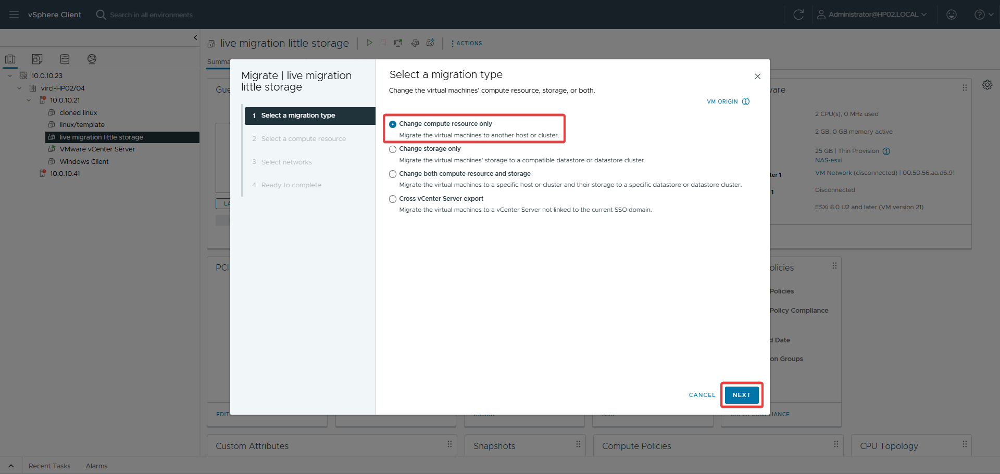 vSphere Client
Search in all environments
Administrator@HP02.LOCAL
live migration little storage
ACTIONS
Summa
10.0.10.23
vircl-HP02/04
10.0.10.21
cloned linux
linux/template
live migration little storage
VMware vCenter Server
Windows Client
10.0.10.41
Gue
LA
Migrate | live migration
little storage
1 Select a migration type
2 Select a compute resource
3 Select networks
4 Ready to complete
Select a migration type
Change the virtual machines' compute resource, storage, or both.
VM ORIGIN
Change compute resource only
Migrate the virtual machines to another host or cluster.
Change storage only
Migrate the virtual machines' storage to a compatible datastore or datastore cluster.
Change both compute resource and storage
Migrate the virtual machines to a specific host or cluster and their storage to a specific datastore or datastore cluster.
Cross vCenter Server export
Migrate the virtual machines to a vCenter Server not linked to the current SSO domain.
CANCEL
NEXT
ware
2 CPU(s), 0 MHz used
2 GB, 0 GB memory active
25 GB | Thin Provision
NAS-esxi
ter 1
VM Network (disconnected) | 00:50:56:aa:d6:91
1
Disconnected
ESXi 8.0 U2 and later (VM version 21)
PCI
olicies
Policies
Policy Compliance
d Date
on Groups
EDIT
ASSIGN
ADD
CHECK COMPLIANCE
Custom Attributes
Snapshots
Compute Policies
CPU Topology
Recent Tasks
Alarms